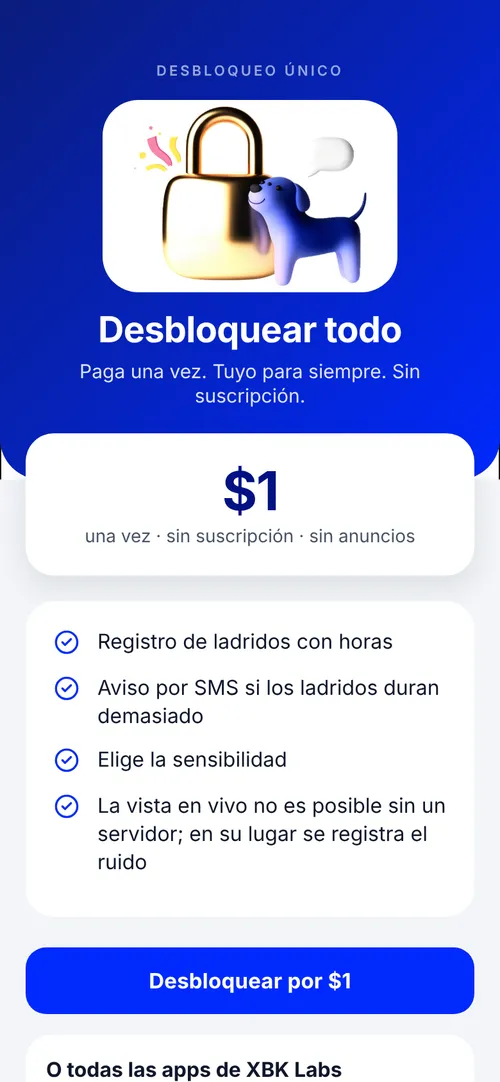 DESBLOQUEO ÚNICO
Desbloquear todo
Paga una vez. Tuyo para siempre. Sin
suscripción.
$1
una vez · sin suscripción · sin anuncios
Registro de ladridos con horas
Aviso por SMS si los ladridos duran
demasiado
Elige la sensibilidad
La vista en vivo no es posible sin un
servidor; en su lugar se registra el
ruido
Desbloquear por $1
O todas las apps de XBK Labs